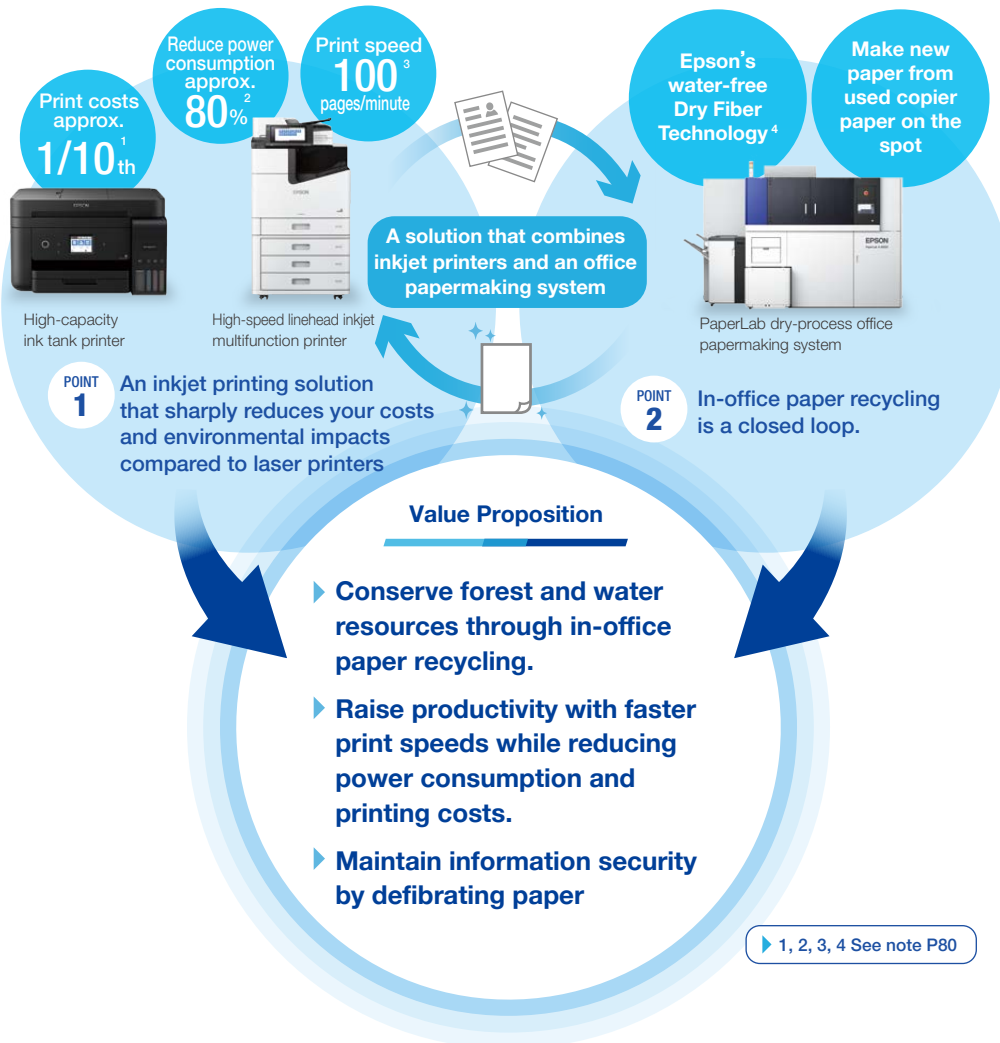 Print costs
approx.
1/10th 1
Reduce power
consumption
approx.
80% 2
Print speed
100 3
pages/minute
Epson's
water-free
Dry Fiber
Technology 4
Make new
paper from
used copier
paper on the
spot
EPSON
EPSON
EPSON
A solution that combines
inkjet printers and an office
papermaking system
High-capacity
ink tank printer
High-speed linehead inkjet
multifunction printer
PaperLab dry-process office
papermaking system
POINT
1
An inkjet printing solution
that sharply reduces your costs
and environmental impacts
compared to laser printers
POINT
2
In-office paper recycling
is a closed loop.
Value Proposition
Conserve forest and water
resources through in-office
paper recycling.
Raise productivity with faster
print speeds while reducing
power consumption and
printing costs.
Maintain information security
by defibrating paper
1, 2, 3, 4 See note P80